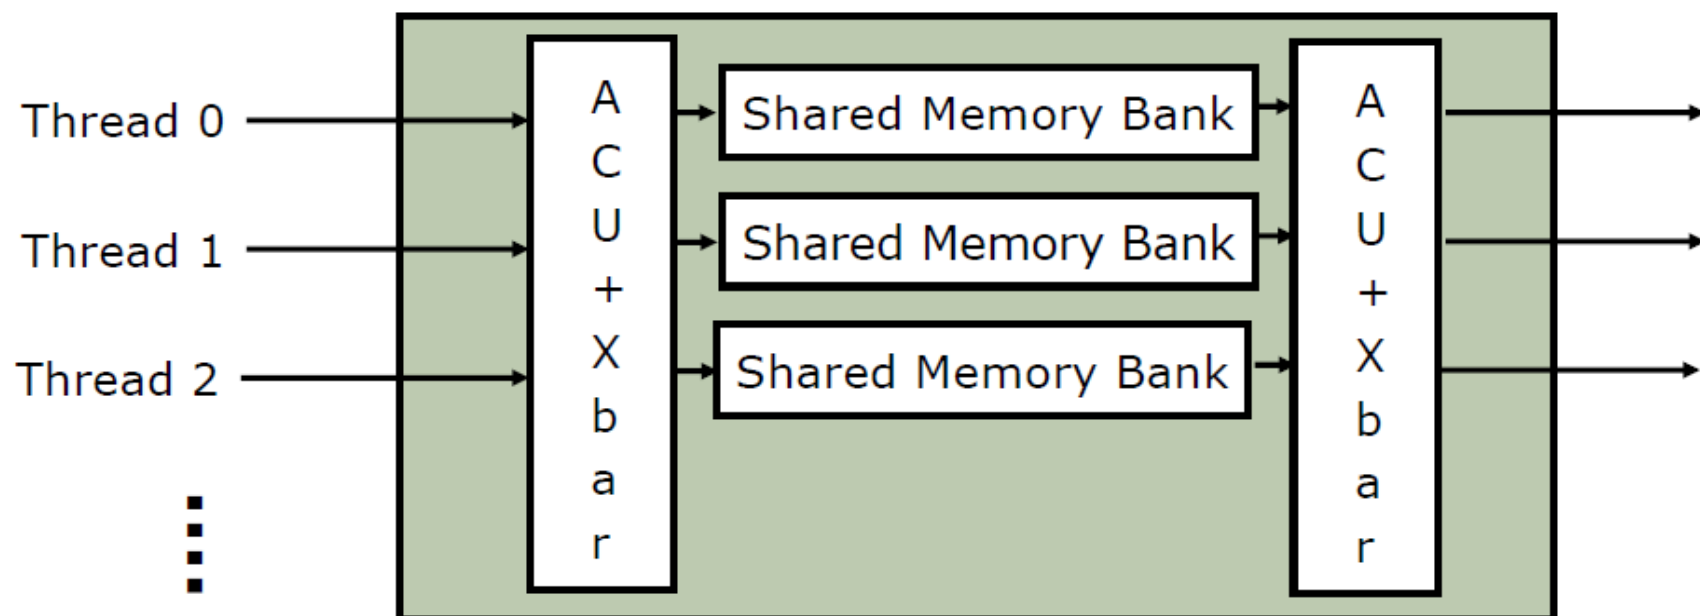 Thread 0
Thread 1
Thread 2
A
C
U
+
X
b
a
r
Shared Memory Bank
Shared Memory Bank
Shared Memory Bank
A
C
U
+
X
b
a
r